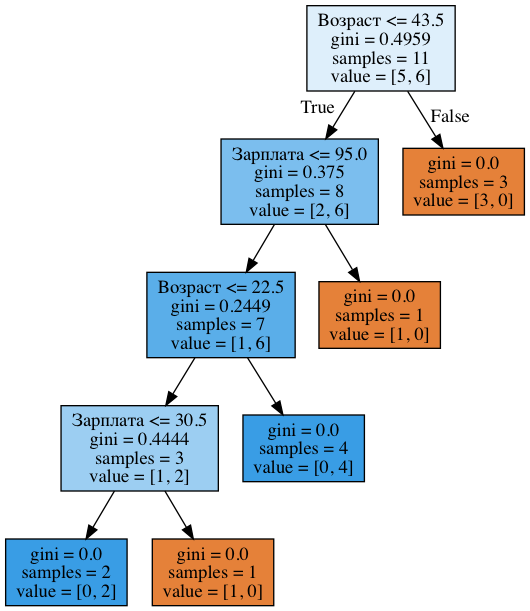 Возраст <= 43.5
gini = 0.4959
samples = 11
value = [5, 6]
True
False
Зарплата <= 95.0
gini = 0.375
samples = 8
value = [2, 6]
gini = 0.0
samples = 3
value = [3, 0]
Возраст <= 22.5
gini = 0.2449
samples = 7
value = [1, 6]
gini = 0.0
samples = 1
value = [1, 0]
Зарплата <= 30.5
gini = 0.4444
samples = 3
value = [1, 2]
gini = 0.0
samples = 4
value = [0, 4]
gini = 0.0
samples = 2
value = [0, 2]
gini = 0.0
samples = 1
value = [1, 0]